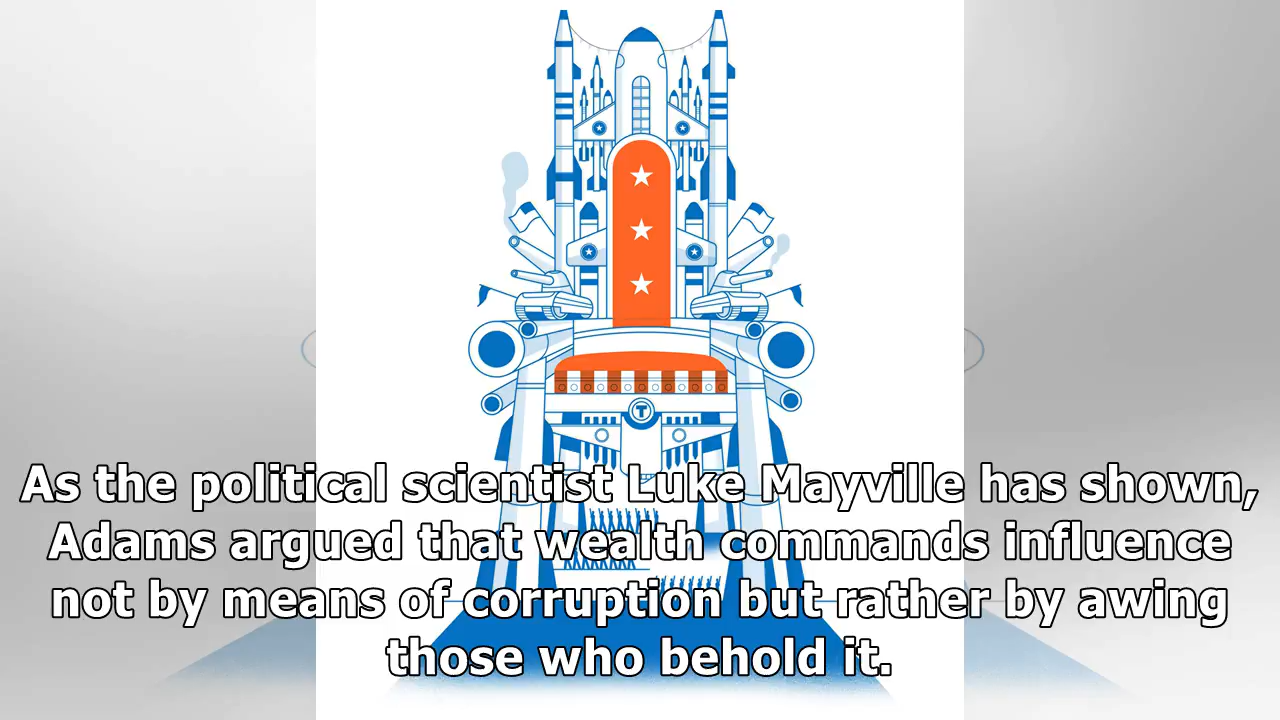 T
As the political scientist Luke Mayville has shown,
Adams argued that wealth commands influence
not by means of corruption but rather by awing
those who behold it.